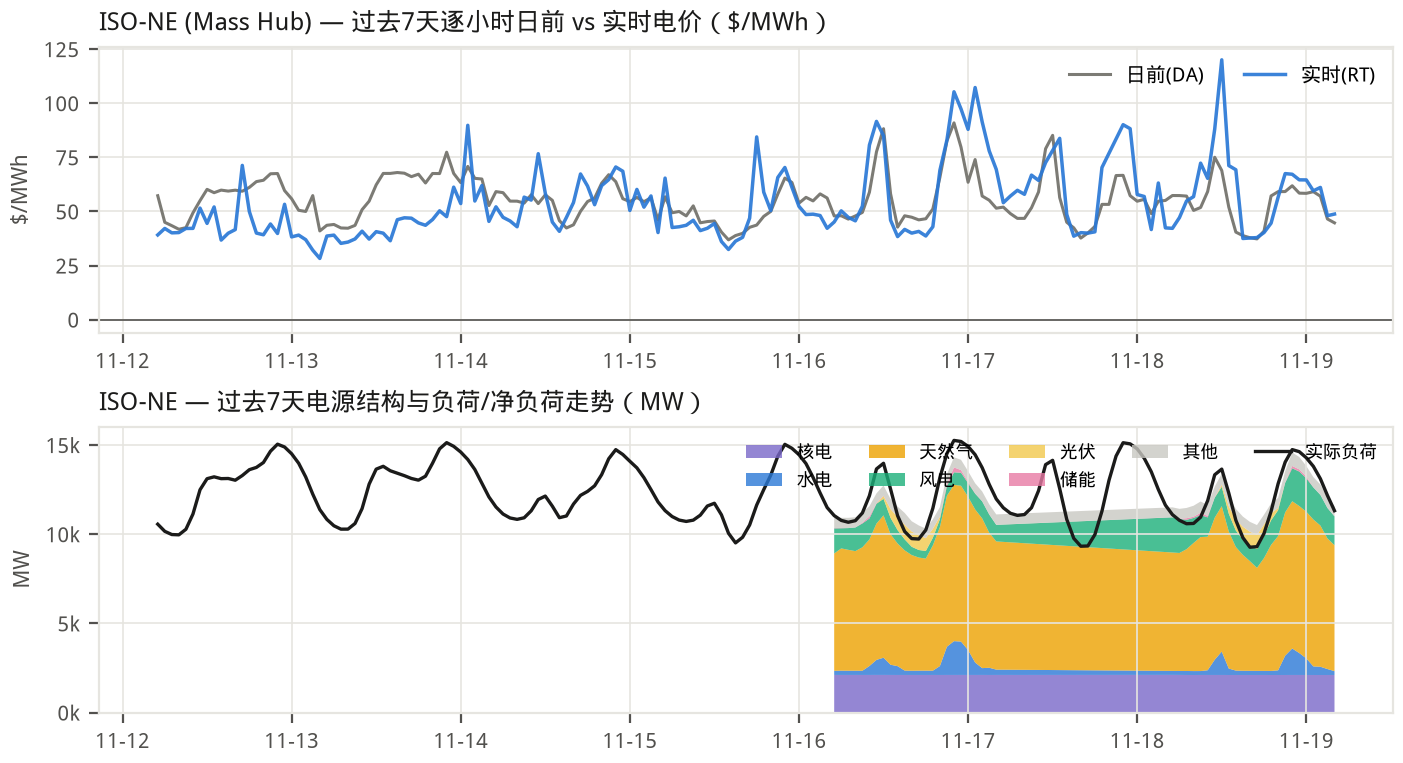 ISO-NE (Mass Hub) — 过去7天逐小时日前 vs 实时电价（$/MWh）
125
100
75
50
25
0
$/MWh
日前(DA)
实时(RT)
11-12
11-13
11-14
11-15
11-16
11-17
11-18
11-19
ISO-NE — 过去7天电源结构与负荷/净负荷走势（MW）
15k
10k
5k
0k
MW
核电
天然气
光伏
其他
实际负荷
水电
风电
储能
11-12
11-13
11-14
11-15
11-16
11-17
11-18
11-19